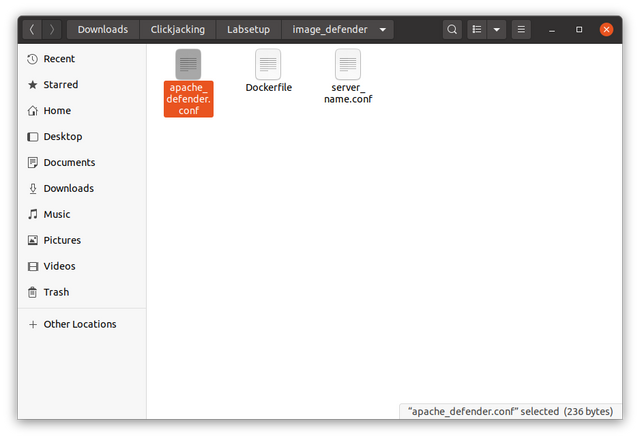 Downloads Clickjacking Labsetup image_defender
Recent
Starred
Home
Desktop
Documents
Downloads
Music
Pictures
Videos
Trash
Other Locations
apache_
defender.
conf
Dockerfile
server_
name.conf
“apache_defender.conf” selected (236 bytes)